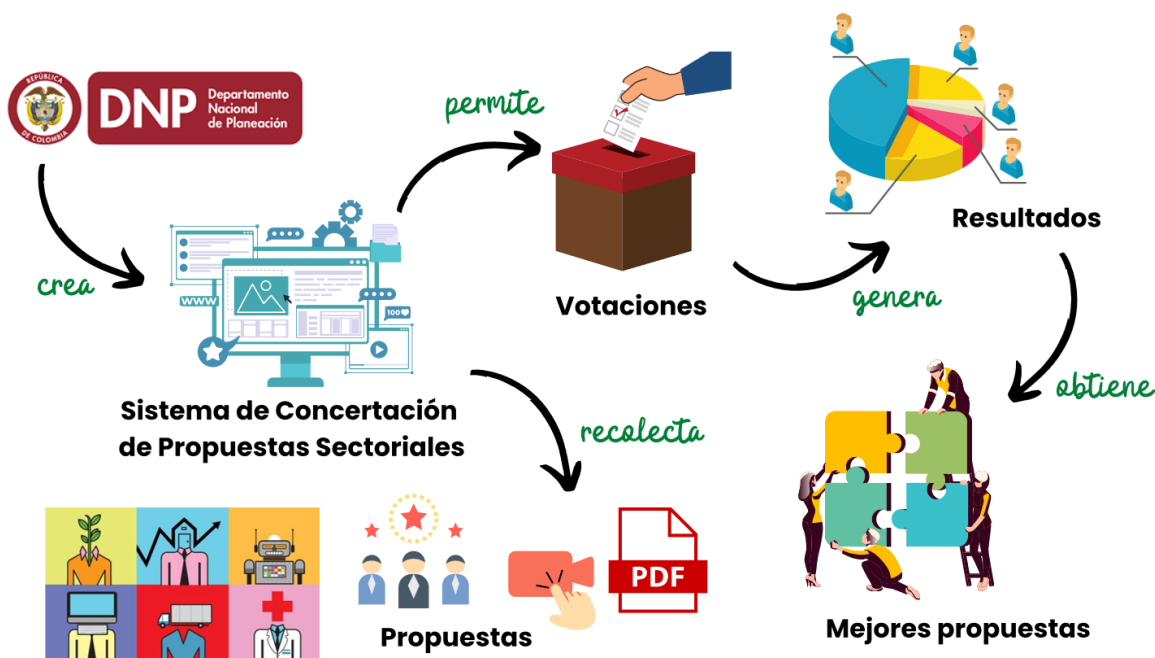 REPÚBLICA
DE COLOMBIA
DNP
Departamento
Nacional
de Planeación
crea
permite
WWW
100
Sistema de Concertación
de Propuestas Sectoriales
Votaciones
genera
Resultados
obtiene
recolecta
PDF
Propuestas
Mejores propuestas